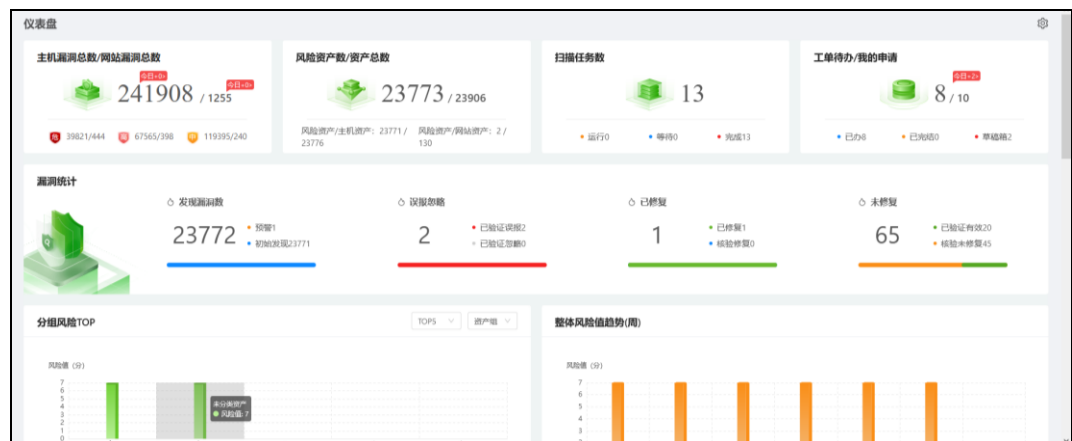 仪表盘
主机漏洞总数/网站漏洞总数
今日+0
今日+0
241908 / 1255
危 39821/444 高 67565/398 中 119395/240
风险资产数/资产总数
23773 / 23906
风险资产/主机资产：23771 / 23776
风险资产/网站资产：2 / 130
扫描任务数
13
运行0 等待0 完成13
工单待办/我的申请
今日+2
8 / 10
已办8 已完结0 草稿箱2
漏洞统计
发现漏洞数
23772
预警1
初始发现23771
误报忽略
2
已验证误报2
已验证忽略0
已修复
1
已修复1
核验修复0
未修复
65
已验证有效20
核验未修复45
分组风险TOP
TOP5
资产组
风险值（分）
7
6
5
4
3
2
1
0
未分类资产
风险值: 7
整体风险值趋势(周)
风险值（分）
7
6
5
4
3